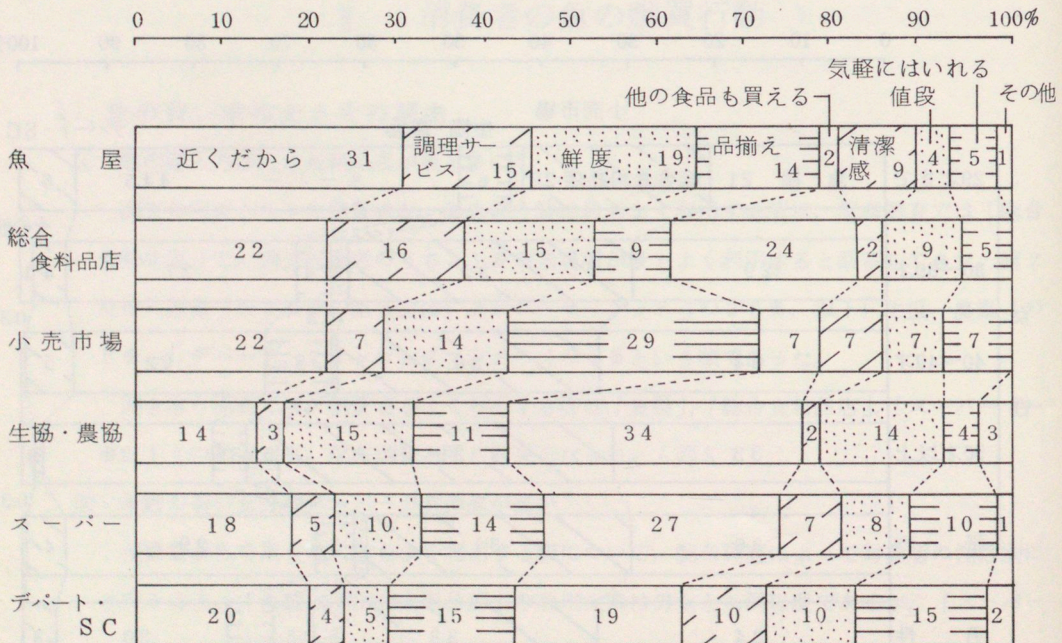 0 10 20 30 40 50 60 70 80 90 100%
気軽にはいれる
他の食品も買える 値段 その他
魚屋 近くだから 31 調理サービス 15 鮮度 19 品揃え 14 2 清潔感 9 4 5 1
総合
食料品店 22 16 15 9 24 2 9 5
小売市場 22 7 14 29 7 7 7 7
生協・農協 14 3 15 11 34 2 14 4 3
スーパー 18 5 10 14 27 7 8 10 1
デパート
SC 20 4 5 15 19 10 10 15 2